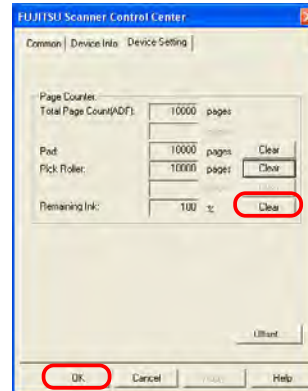 FUJITSU Scanner Control Center
Common Device Info Device Setting
Page Counter:
Total Page Count(ADF): 10000 pages
Pad: 10000 pages Clear
Pick Roller: 10000 pages Clear
Remaining Ink: 100 % Clear
OK Cancel Help